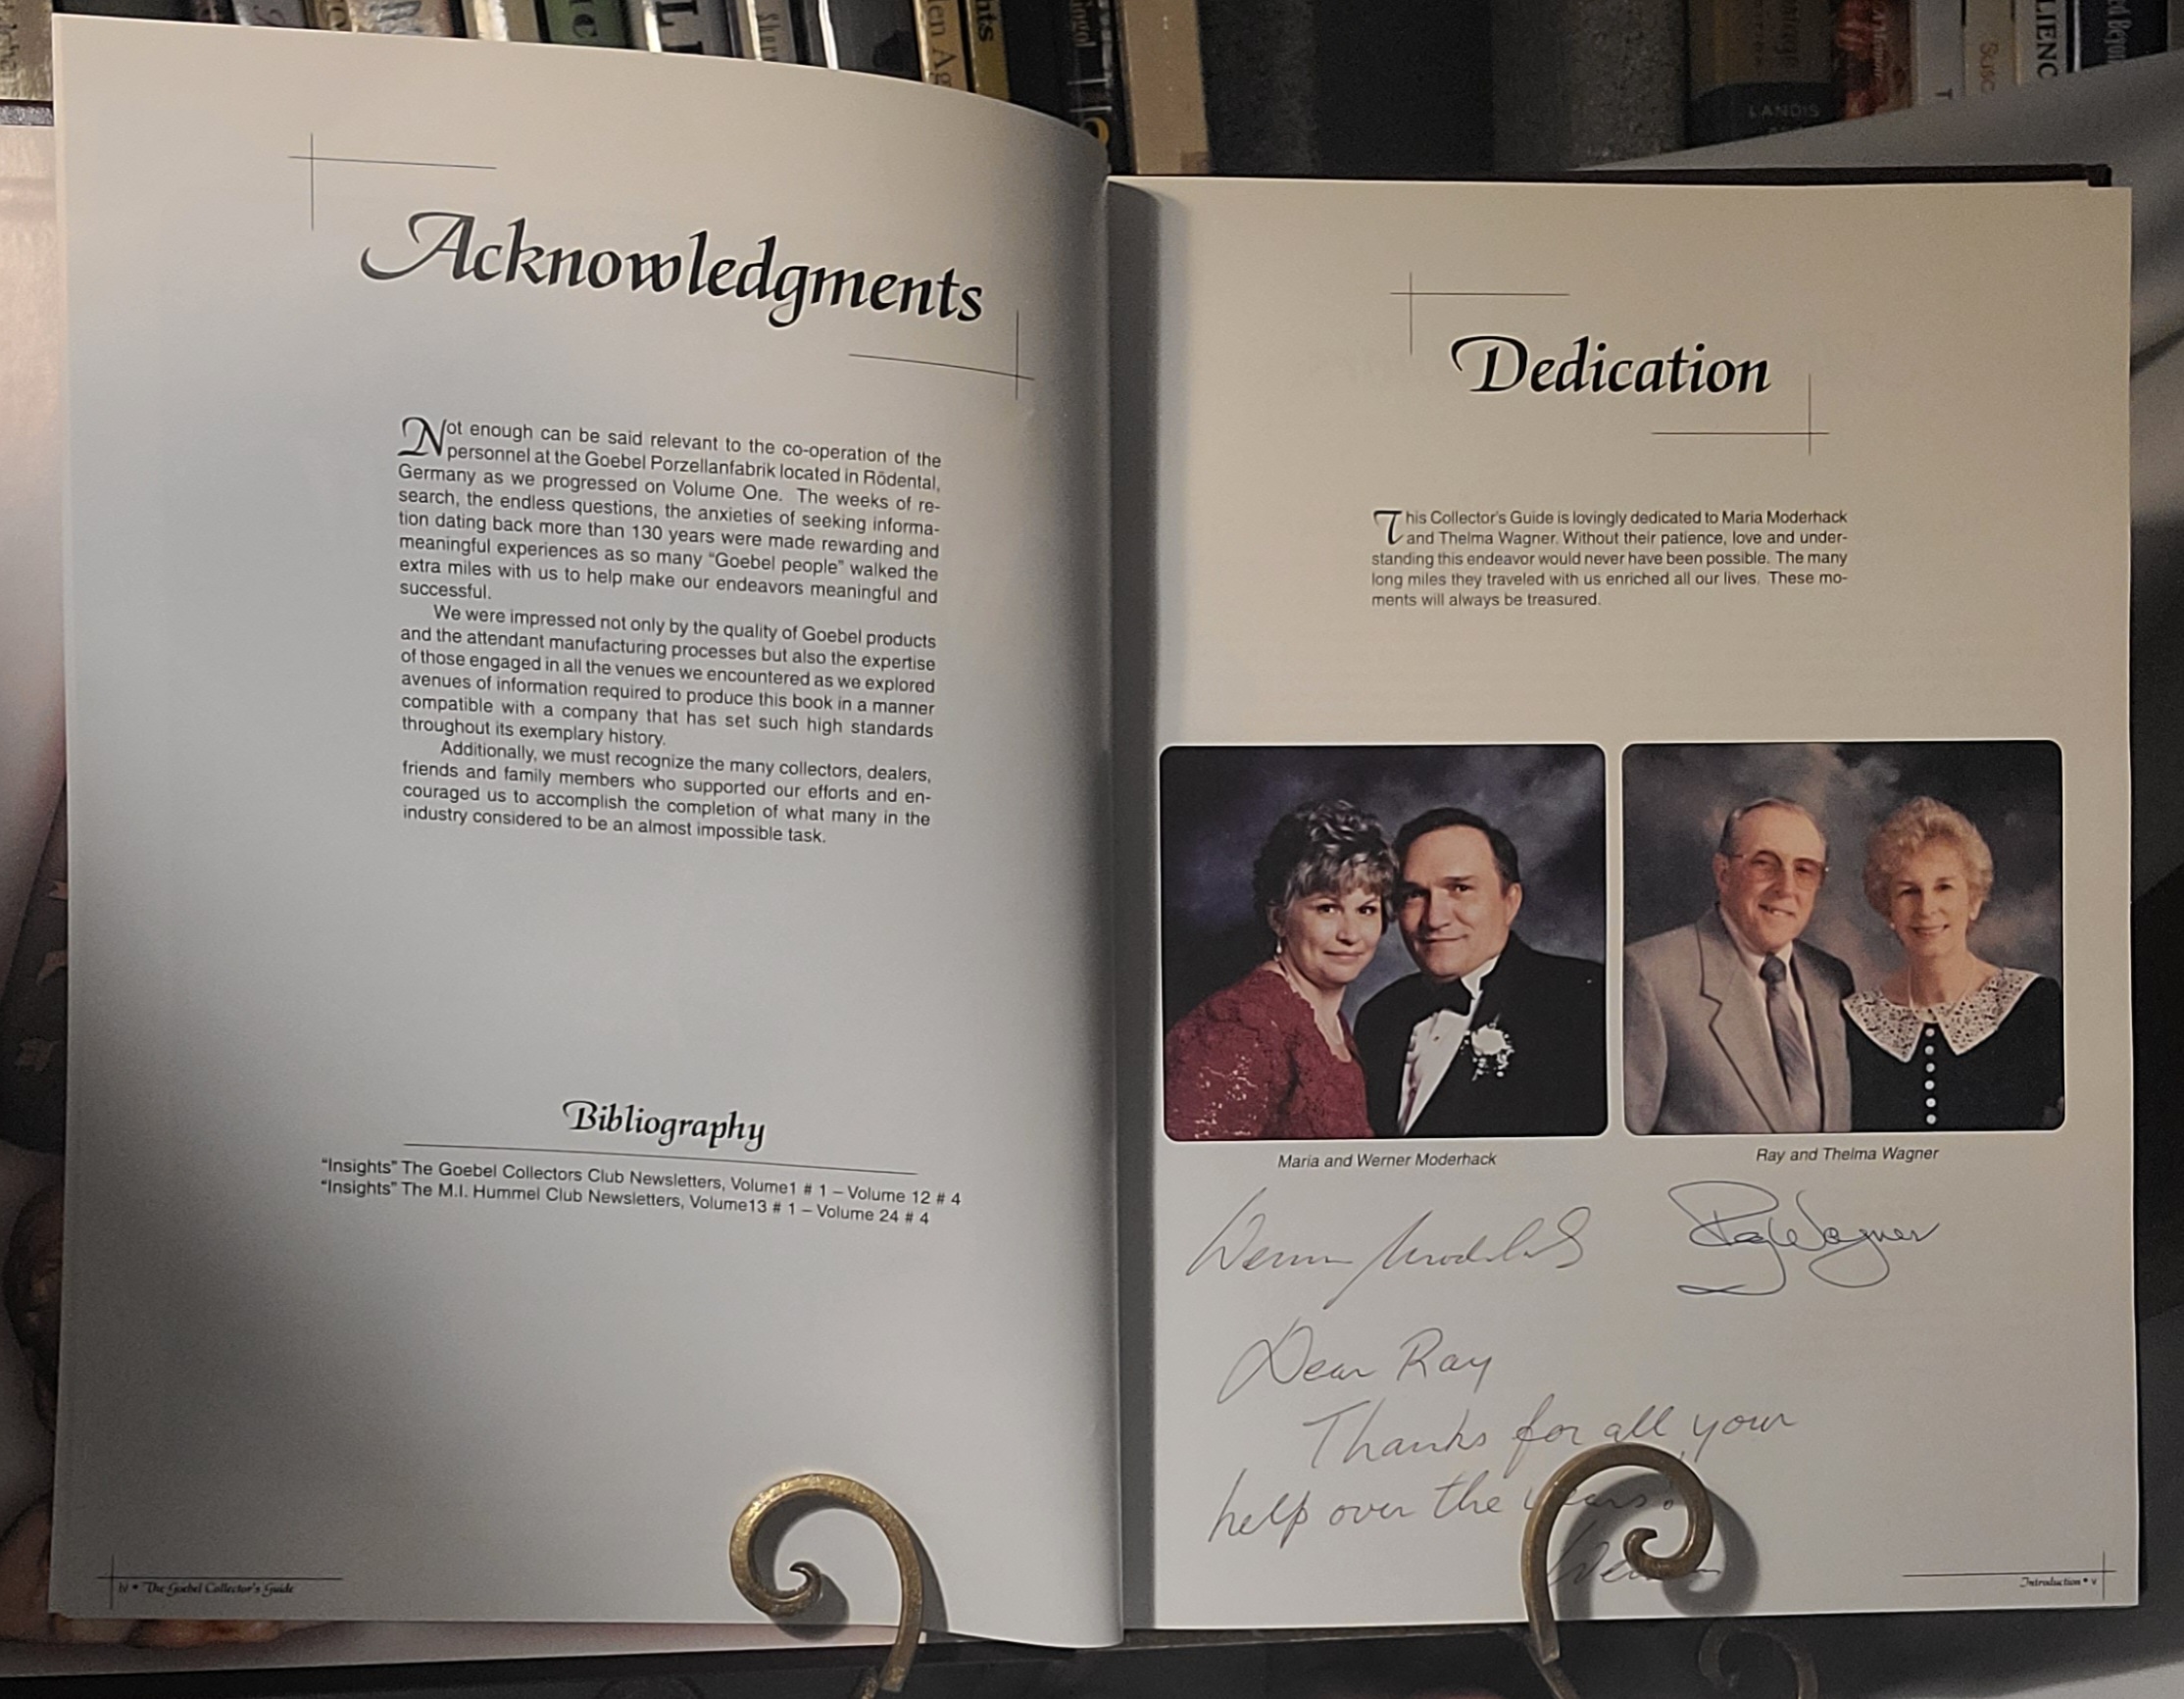 Acknowledgments
Not enough can be said relevant to the co-operation of the
personnel at the Goebel Porzellanfabrik located in Rödental,
Germany as we progressed on Volume One. The weeks of re-
search, the endless questions, the anxieties of seeking informa-
tion dating back more than 130 years were made rewarding and
meaningful experiences as so many "Goebel people" walked the
extra miles with us to help make our endeavors meaningful and
successful.
We were impressed not only by the quality of Goebel products
and the attendant manufacturing processes but also the expertise
of those engaged in all the venues we encountered as we explored
avenues of information required to produce this book in a manner
compatible with a company that has set such high standards
throughout its exemplary history.
Additionally, we must recognize the many collectors, dealers,
friends and family members who supported our efforts and en-
couraged us to accomplish the completion of what many in the
industry considered to be an almost impossible task.
Bibliography
"Insights" The Goebel Collectors Club Newsletters, Volume1 # 1 – Volume 12 # 4
"Insights" The M.I. Hummel Club Newsletters, Volume13 # 1 – Volume 24 # 4
iv • The Goebel Collector's Guide
Dedication
This Collector's Guide is lovingly dedicated to Maria Moderhack
and Thelma Wagner. Without their patience, love and under-
standing this endeavor would never have been possible. The many
long miles they traveled with us enriched all our lives. These mo-
ments will always be treasured.
Maria and Werner Moderhack
Ray and Thelma Wagner
Werner Moderhack
Ray Wagner
Dear Ray
Thanks for all your
help over the years!
Werner
Introduction • v
LANDIS